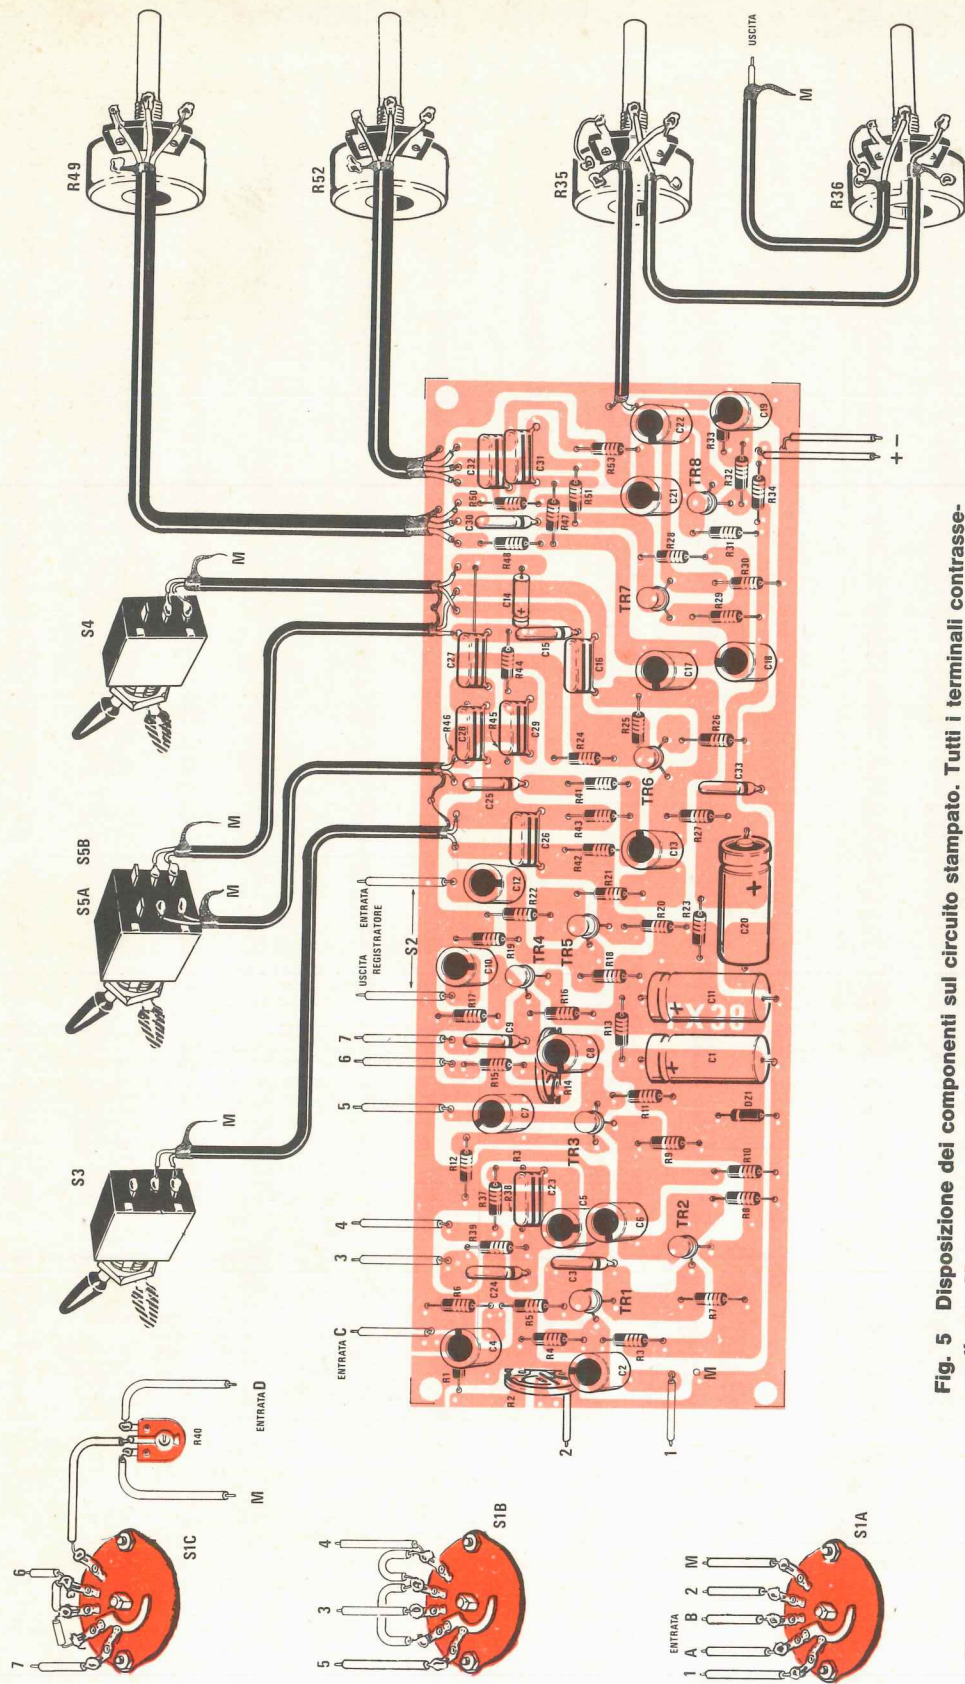 R49
R52
R35
R36
USCITA
M
S4
M
S5B
S5A
M
M
S3
M
ENTRATA D
R40
M
S1C
6
7
S1B
4
3
5
S1A
ENTRATA
M
2
B
A
1
ENTRATA C
3
4
5
6
7
USCITA ENTRATA
REGISTRATORE
S2
2
1
M
+ -
R50
C32
C31
R53
C22
C19
R33
C30
R48
R47
R51
C21
TR8
R32
R34
R31
R28
R30
R29
TR7
C14
C15
C16
C27
R44
C17
C18
R46
C28
R45
C29
R24
R25
R26
TR6
C25
R41
C33
C26
R43
R42
C13
R27
C12
R22
R21
R20
R23
C20
R19
TR4
TR5
R18
C10
R17
C9
R16
R13
C11
X38
R15
C8
R14
C1
C7
R11
D21
TR3
R9
R10
R12
R3
R37
R38
C23
C5
C6
R8
TR2
R39
C24
C3
R6
R5
TR1
R7
C4
R4
R3
R1
R2
C2
Fig. 5 Disposizione dei componenti sul circuito stampato. Tutti i terminali contrasse-